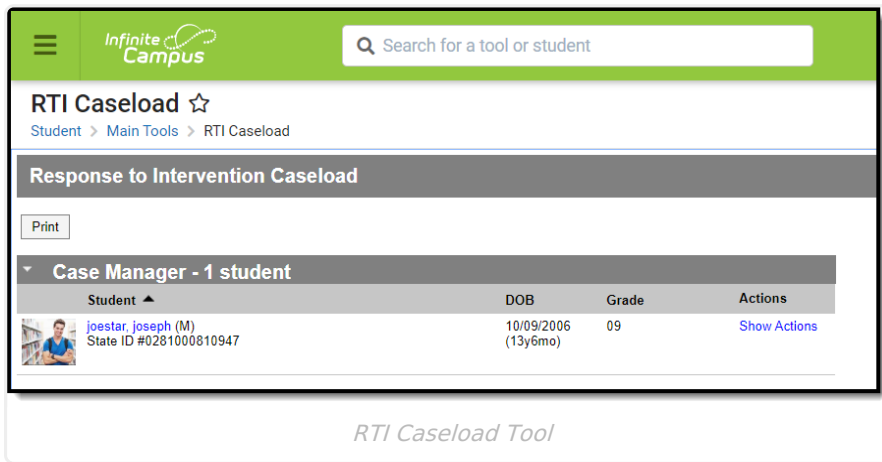 Infinite
Campus
Search for a tool or student
RTI Caseload
Student > Main Tools > RTI Caseload
Response to Intervention Caseload
Print
Case Manager - 1 student
Student DOB Grade Actions
joestar, joseph (M) 10/09/2006 09 Show Actions
State ID #0281000810947 (13y6mo)
RTI Caseload Tool